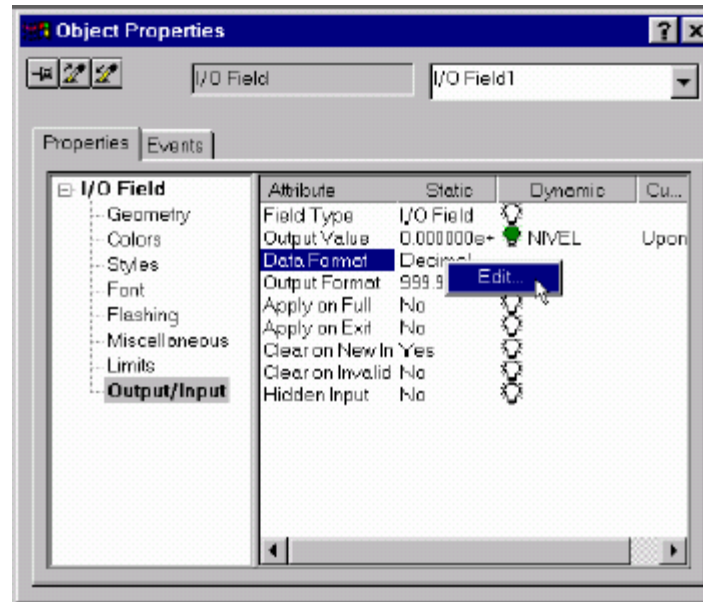 Object Properties
I/O Field
I/O Field1
Properties
Events
I/O Field
Geometry
Colors
Styles
Font
Flashing
Miscellaneous
Limits
Output/Input
Attribute Static Dynamic Cu...
Field Type I/O Field
Output Value 0.000000e+ NIVEL Upon
Data Format Decimal
Output Format 999.9
Edit...
Apply on Full No
Apply on Exit No
Clear on New In Yes
Clear on Invalid No
Hidden Input No